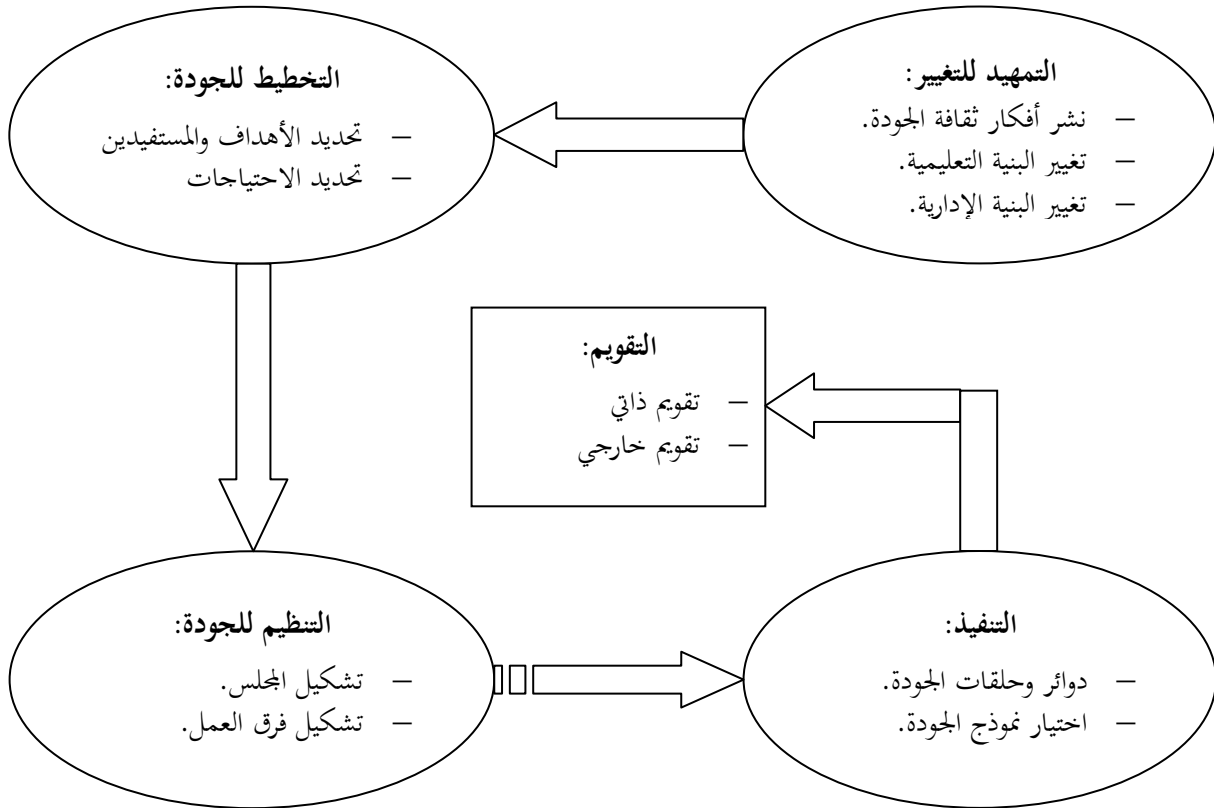 التمهيد للتغيير:
– نشر أفكار ثقافة الجودة.
– تغيير البنية التعليمية.
– تغيير البنية الإدارية.
التخطيط للجودة:
– تحديد الأهداف والمستفيدين
– تحديد الاحتياجات
التقويم:
– تقويم ذاتي
– تقويم خارجي
التنظيم للجودة:
– تشكيل المجلس.
– تشكيل فرق العمل.
التنفيذ:
– دوائر وحلقات الجودة.
– اختيار نموذج الجودة.